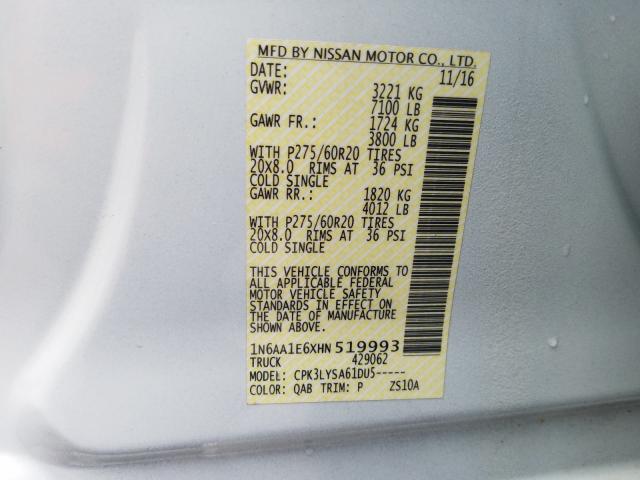 MFD BY NISSAN MOTOR CO., LTD.
DATE: 11/16
GVWR: 3221 KG
7100 LB
GAWR FR.: 1724 KG
3800 LB
WITH P275/60R20 TIRES
20X8.0 RIMS AT 36 PSI
COLD SINGLE
GAWR RR.: 1820 KG
4012 LB
WITH P275/60R20 TIRES
20X8.0 RIMS AT 36 PSI
COLD SINGLE
THIS VEHICLE CONFORMS TO
ALL APPLICABLE FEDERAL
MOTOR VEHICLE SAFETY
STANDARDS IN EFFECT ON
THE DATE OF MANUFACTURE
SHOWN ABOVE.
1N6AA1E6XHN519993
TRUCK 429062
MODEL: CPK3LYSA61DU5-----
COLOR: QAB TRIM: P ZS10A